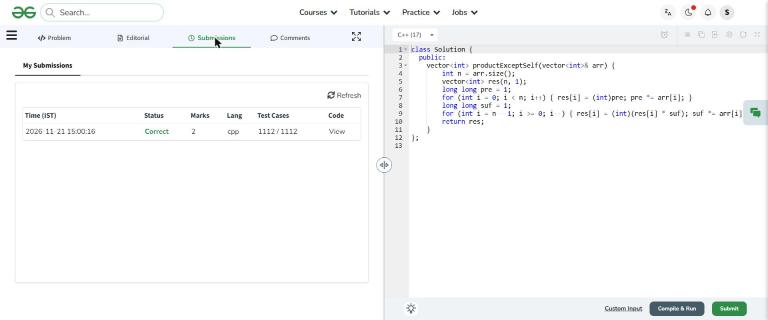 Search...
Courses
Tutorials
Practice
Jobs
S
</> Problem
Editorial
Submissions
Comments
C++ (17)
My Submissions
Refresh
Time (IST) Status Marks Lang Test Cases Code
2026-11-21 15:00:16 Correct 2 cpp 1112 / 1112 View
1 class Solution {
2 public:
3 vector<int> productExceptSelf(vector<int>& arr) {
4 int n = arr.size();
5 vector<int> res(n, 1);
6 long long pre = 1;
7 for (int i = 0; i < n; i++) { res[i] = (int)pre; pre *= arr[i]; }
8 long long suf = 1;
9 for (int i = n - 1; i >= 0; i--) { res[i] = (int)(res[i] * suf); suf *= arr[i]
10 return res;
11 }
12 };
13
Custom Input
Compile & Run
Submit